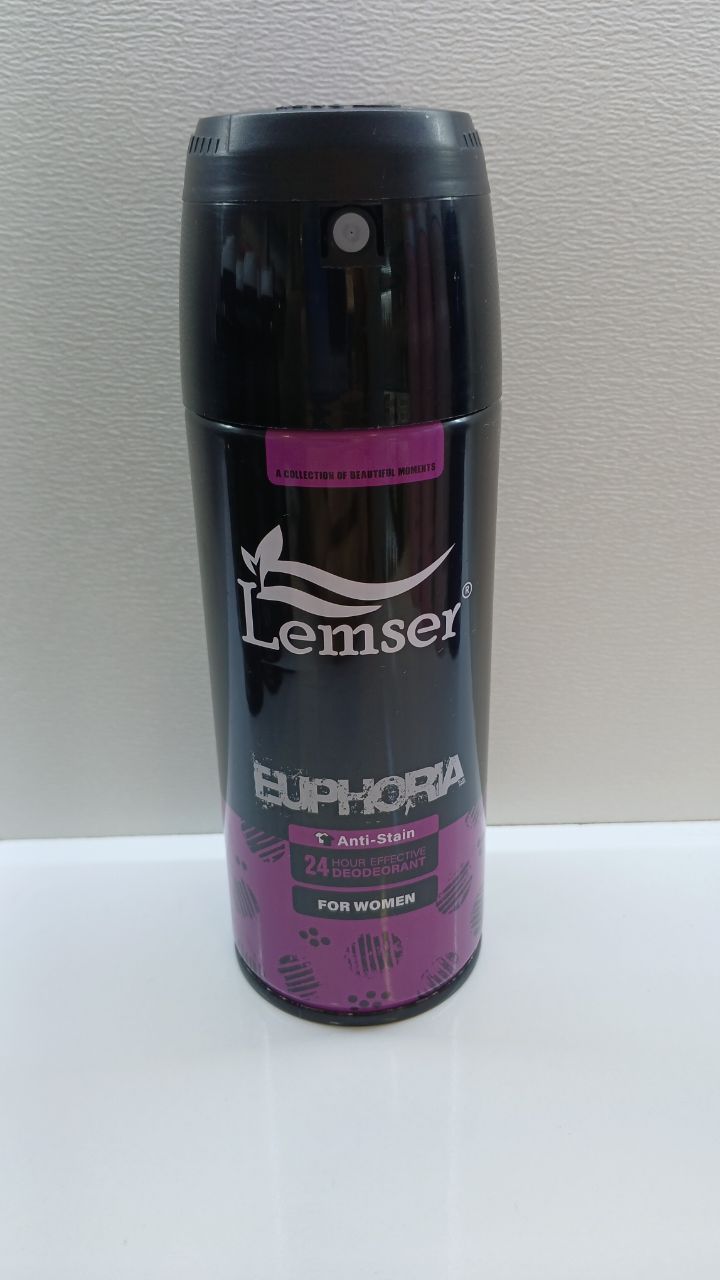 A COLLECTION OF BEAUTIFUL MOMENTS
Lemser®
EUPHORIA
Anti-Stain
24 HOUR EFFECTIVE
DEODEORANT
FOR WOMEN